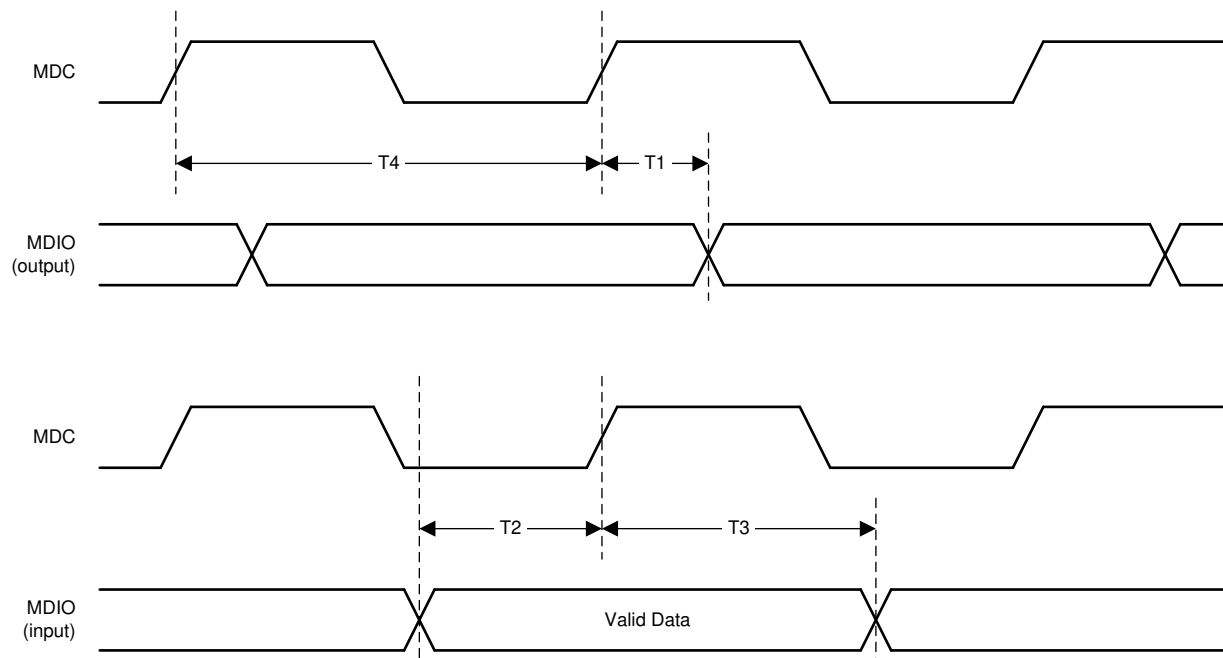 MDC
T4
T1
MDIO
(output)
MDC
T2
T3
MDIO
(input)
Valid Data